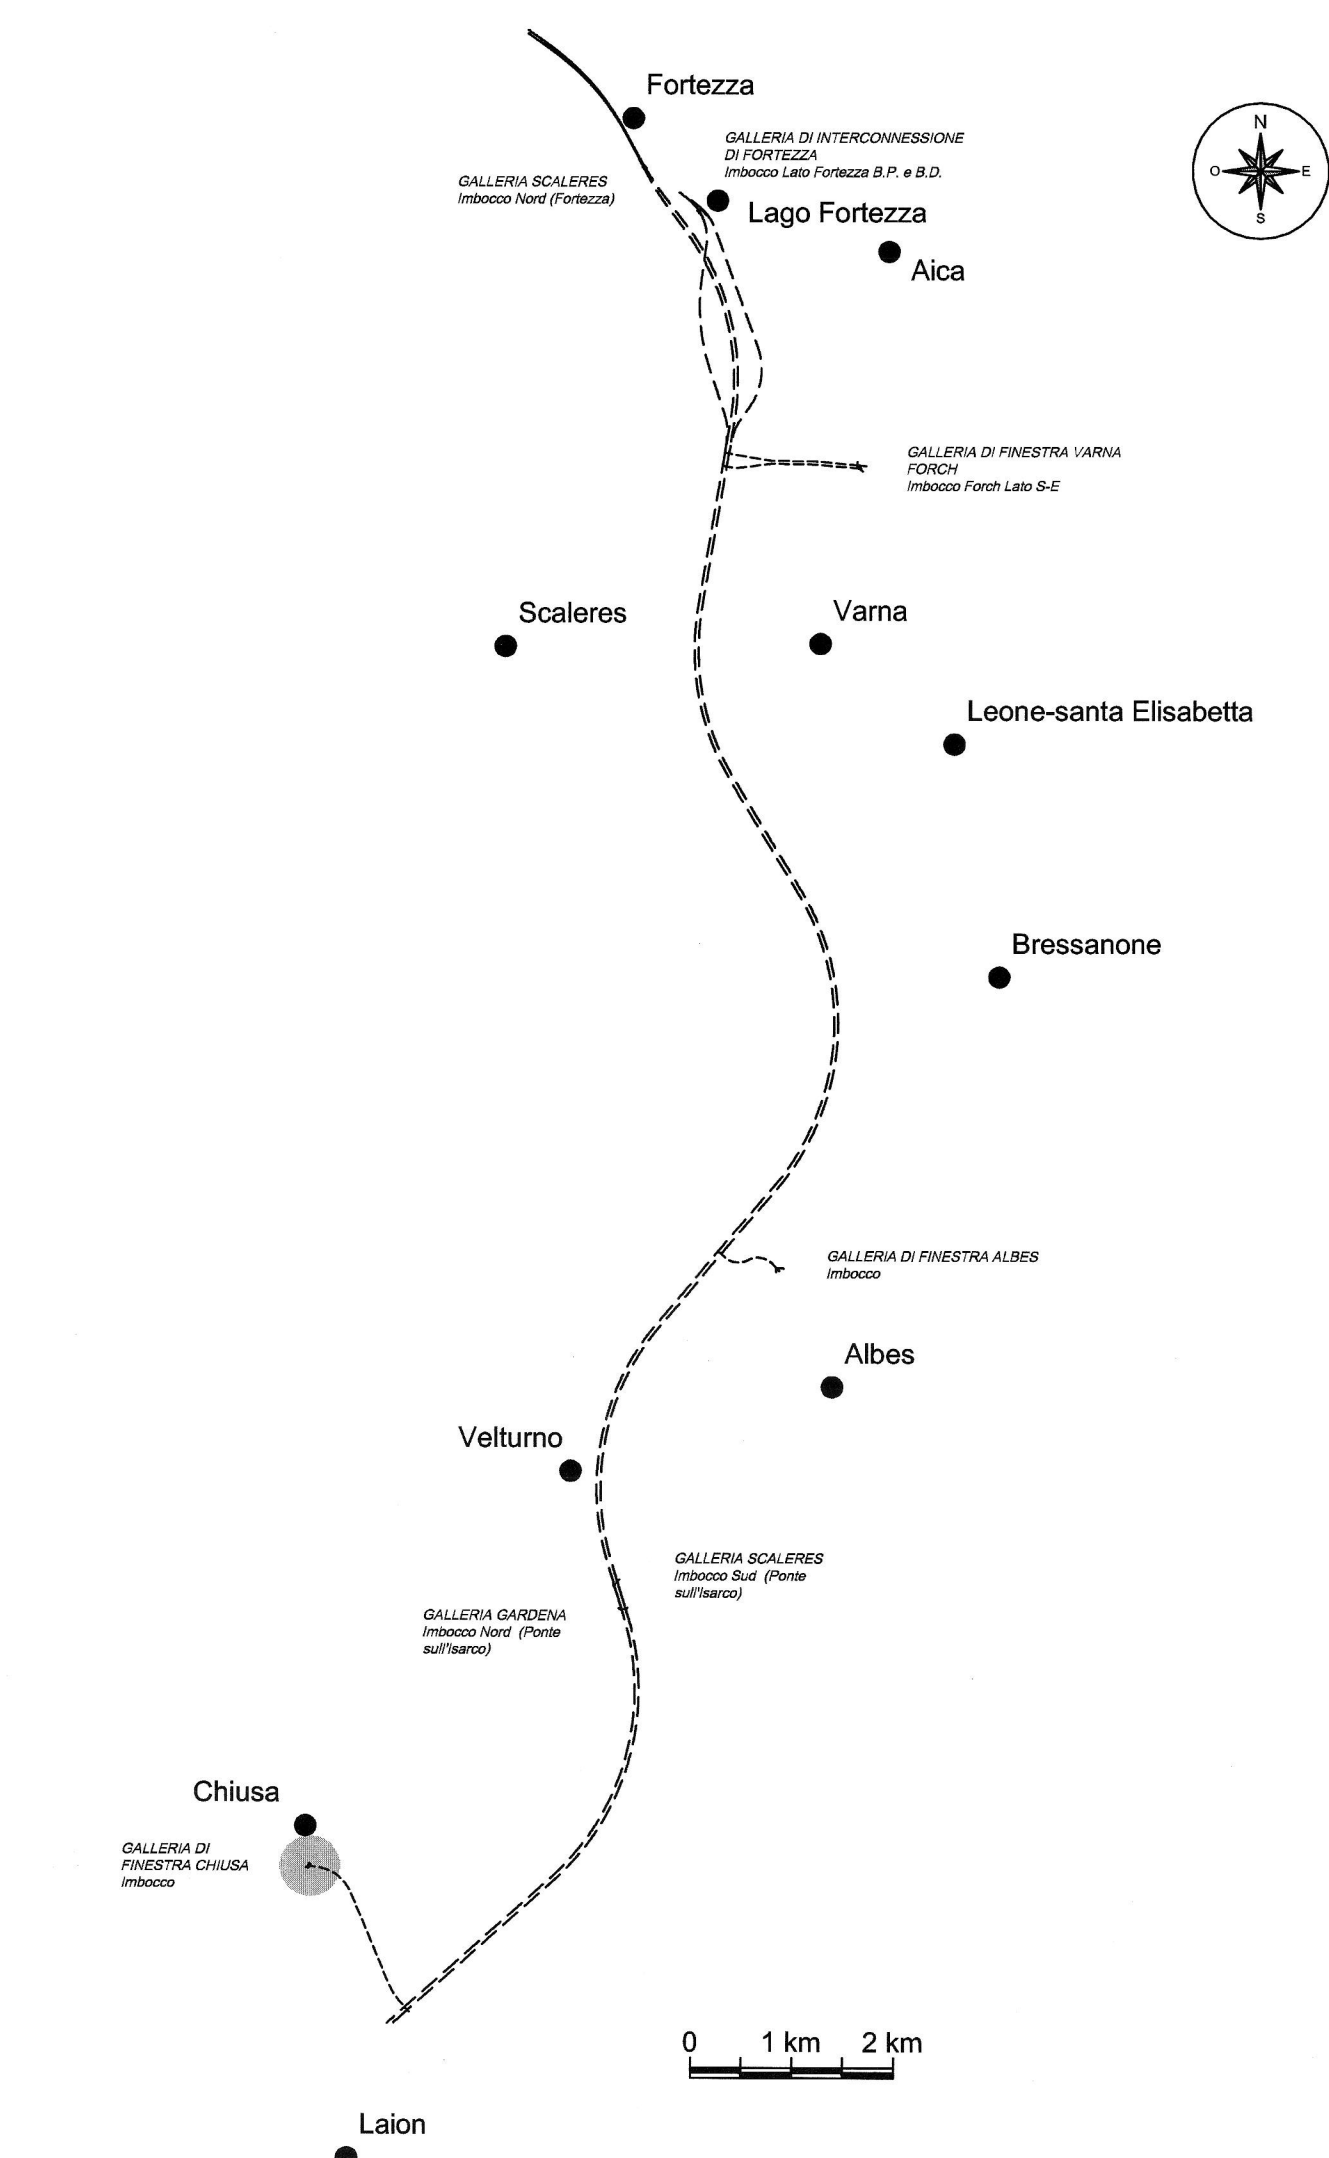 Fortezza
GALLERIA DI INTERCONNESSIONE
DI FORTEZZA
Imbocco Lato Fortezza B.P. e B.D.
N
O
E
S
GALLERIA SCALERES
Imbocco Nord (Fortezza)
Lago Fortezza
Aica
GALLERIA DI FINESTRA VARNA
FORCH
Imbocco Forch Lato S-E
Scaleres
Varna
Leone-santa Elisabetta
Bressanone
GALLERIA DI FINESTRA ALBES
Imbocco
Albes
Velturno
GALLERIA SCALERES
Imbocco Sud (Ponte
sull'Isarco)
GALLERIA GARDENA
Imbocco Nord (Ponte
sull'Isarco)
Chiusa
GALLERIA DI
FINESTRA CHIUSA
Imbocco
0 1 km 2 km
Laion